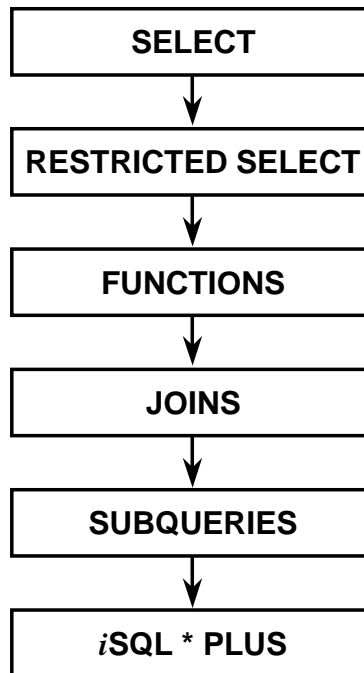 SELECT
RESTRICTED SELECT
FUNCTIONS
JOINS
SUBQUERIES
iSQL * PLUS